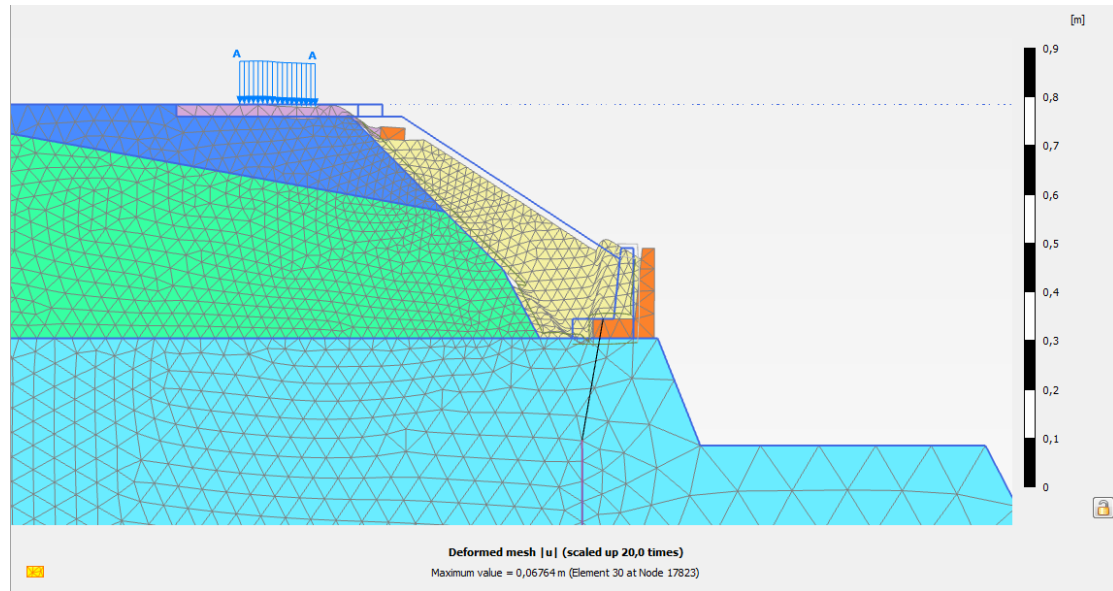 [m]
A A
0,9
0,8
0,7
0,6
0,5
0,4
0,3
0,2
0,1
0
Deformed mesh |u| (scaled up 20,0 times)
Maximum value = 0,06764 m (Element 30 at Node 17823)